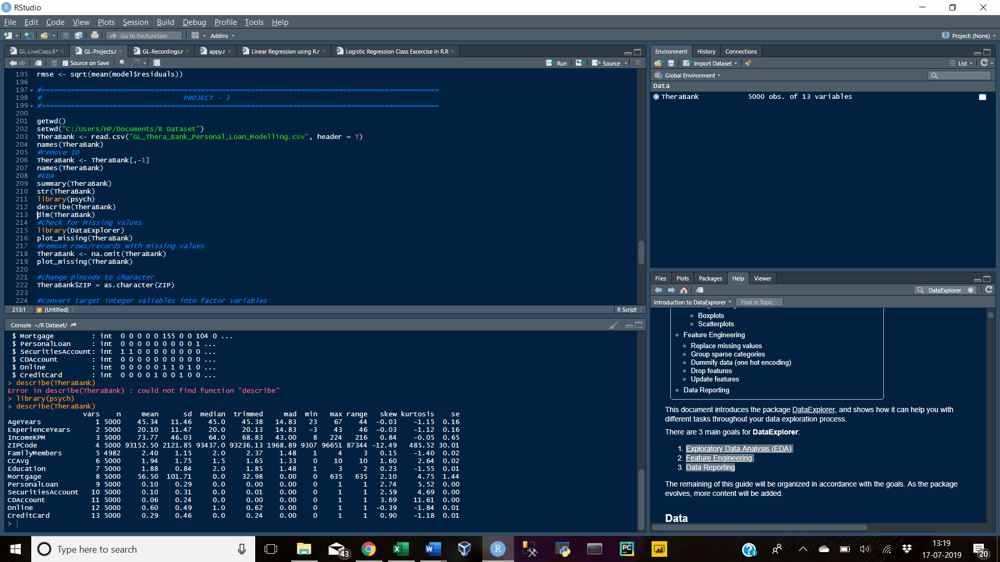 RStudio
File Edit Code View Plots Session Build Debug Profile Tools Help
Go to file/function Addins Project: (None)
GL-LiveClass.R* GL-Projects.r GL-Recordings.r appy.r Linear Regression using R.r Logistic Regression Class Excercise in R.R
Source on Save Run Source
195 rmse <- sqrt(mean(model$residuals))
196
197 #===============================================================================================
198 # PROJECT - 3
199 #===============================================================================================
200
201 getwd()
202 setwd("C:/Users/HP/Documents/R Dataset")
203 TheraBank <- read.csv("GL_Thera_Bank_Personal_Loan_Modelling.csv", header = T)
204 names(TheraBank)
205 #remove ID
206 TheraBank <- TheraBank[,-1]
207 names(TheraBank)
208 #EDA
209 summary(TheraBank)
210 str(TheraBank)
211 library(psych)
212 describe(TheraBank)
213 dim(TheraBank)
214 #Check for Missing Values
215 library(DataExplorer)
216 plot_missing(TheraBank)
217 #remove rows/records with missing values
218 TheraBank <- na.omit(TheraBank)
219 plot_missing(TheraBank)
220
221 #change pincode to character
222 TheraBank$ZIP = as.character(ZIP)
223
224 #convert target integer valiables into factor variables
213:1 # (Untitled) R Script
Console ~/R Dataset/
$ Mortgage : int 0 0 0 0 0 155 0 0 104 0 ...
$ PersonalLoan : int 0 0 0 0 0 0 0 0 0 1 ...
$ SecuritiesAccount: int 1 1 0 0 0 0 0 0 0 0 ...
$ CDAccount : int 0 0 0 0 0 0 0 0 0 0 ...
$ Online : int 0 0 0 0 0 1 1 0 1 0 ...
$ CreditCard : int 0 0 0 0 1 0 0 1 0 0 ...
> describe(TheraBank)
Error in describe(TheraBank) : could not find function "describe"
> library(psych)
> describe(TheraBank)
vars n mean sd median trimmed mad min max range skew kurtosis se
AgeYears 1 5000 45.34 11.46 45.0 45.38 14.83 23 67 44 -0.03 -1.15 0.16
ExperienceYears 2 5000 20.10 11.47 20.0 20.13 14.83 -3 43 46 -0.03 -1.12 0.16
IncomeKPM 3 5000 73.77 46.03 64.0 68.83 43.00 8 224 216 0.84 -0.05 0.65
ZIPCode 4 5000 93152.50 2121.85 93437.0 93236.13 1968.89 9307 96651 87344 -12.49 485.52 30.01
FamilyMembers 5 4982 2.40 1.15 2.0 2.37 1.48 1 4 3 0.15 -1.40 0.02
CCAvg 6 5000 1.94 1.75 1.5 1.65 1.33 0 10 10 1.60 2.64 0.02
Education 7 5000 1.88 0.84 2.0 1.85 1.48 1 3 2 0.23 -1.55 0.01
Mortgage 8 5000 56.50 101.71 0.0 32.98 0.00 0 635 635 2.10 4.75 1.44
PersonalLoan 9 5000 0.10 0.29 0.0 0.00 0.00 0 1 1 2.74 5.52 0.00
SecuritiesAccount 10 5000 0.10 0.31 0.0 0.01 0.00 0 1 1 2.59 4.69 0.00
CDAccount 11 5000 0.06 0.24 0.0 0.00 0.00 0 1 1 3.69 11.61 0.00
Online 12 5000 0.60 0.49 1.0 0.62 0.00 0 1 1 -0.39 -1.84 0.01
CreditCard 13 5000 0.29 0.46 0.0 0.24 0.00 0 1 1 0.90 -1.18 0.01
>
Environment History Connections
Import Dataset List
Global Environment
Data
TheraBank 5000 obs. of 13 variables
Files Plots Packages Help Viewer
DataExplorer
Introduction to DataExplorer Find in Topic
Boxplots
Scatterplots
Feature Engineering
Replace missing values
Group sparse categories
Dummify data (one hot encoding)
Drop features
Update features
Data Reporting
This document introduces the package DataExplorer, and shows how it can help you with
different tasks throughout your data exploration process.
There are 3 main goals for DataExplorer:
1. Exploratory Data Analysis (EDA)
2. Feature Engineering
3. Data Reporting
The remaining of this guide will be organized in accordance with the goals. As the package
evolves, more content will be added.
Data
Type here to search
43
W
R
PC
13:19
17-07-2019
20